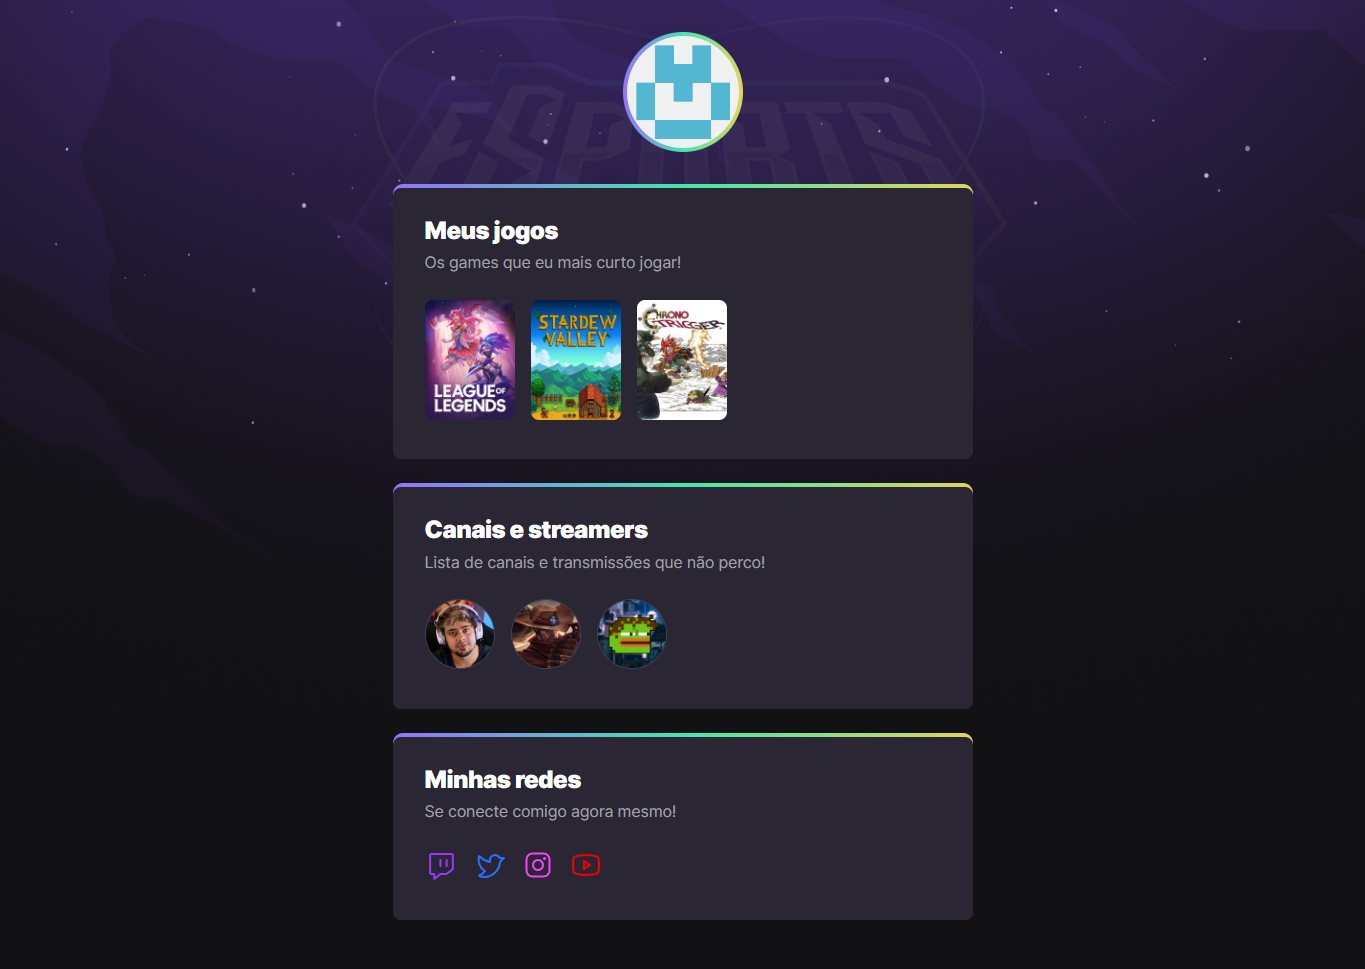 ESPORTS
Meus jogos
Os games que eu mais curto jogar!
LEAGUE OF
LEGENDS
STARDEW
VALLEY
CHRONO
TRIGGER
Canais e streamers
Lista de canais e transmissões que não perco!
Minhas redes
Se conecte comigo agora mesmo!